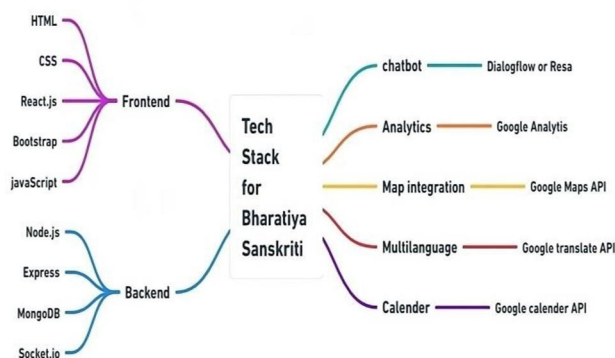 HTML
CSS
React.js
Bootstrap
javaScript
Frontend
Node.js
Express
MongoDB
Socket.io
Backend
Tech
Stack
for
Bharatiya
Sanskriti
chatbot
Dialogflow or Resa
Analytics
Google Analytis
Map integration
Google Maps API
Multilanguage
Google translate API
Calender
Google calender API